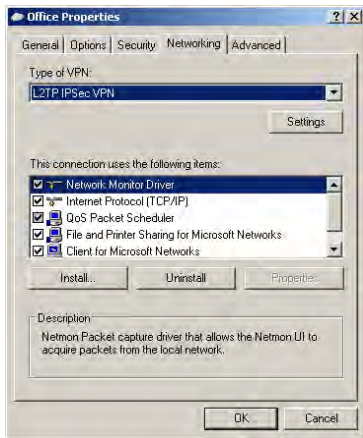 Office Properties
General Options Security Networking Advanced
Type of VPN:
L2TP IPSec VPN
Settings
This connection uses the following items:
Network Monitor Driver
Internet Protocol (TCP/IP)
QoS Packet Scheduler
File and Printer Sharing for Microsoft Networks
Client for Microsoft Networks
Install... Uninstall Properties
Description
Netmon Packet capture driver that allows the Netmon UI to
acquire packets from the local network.
OK Cancel